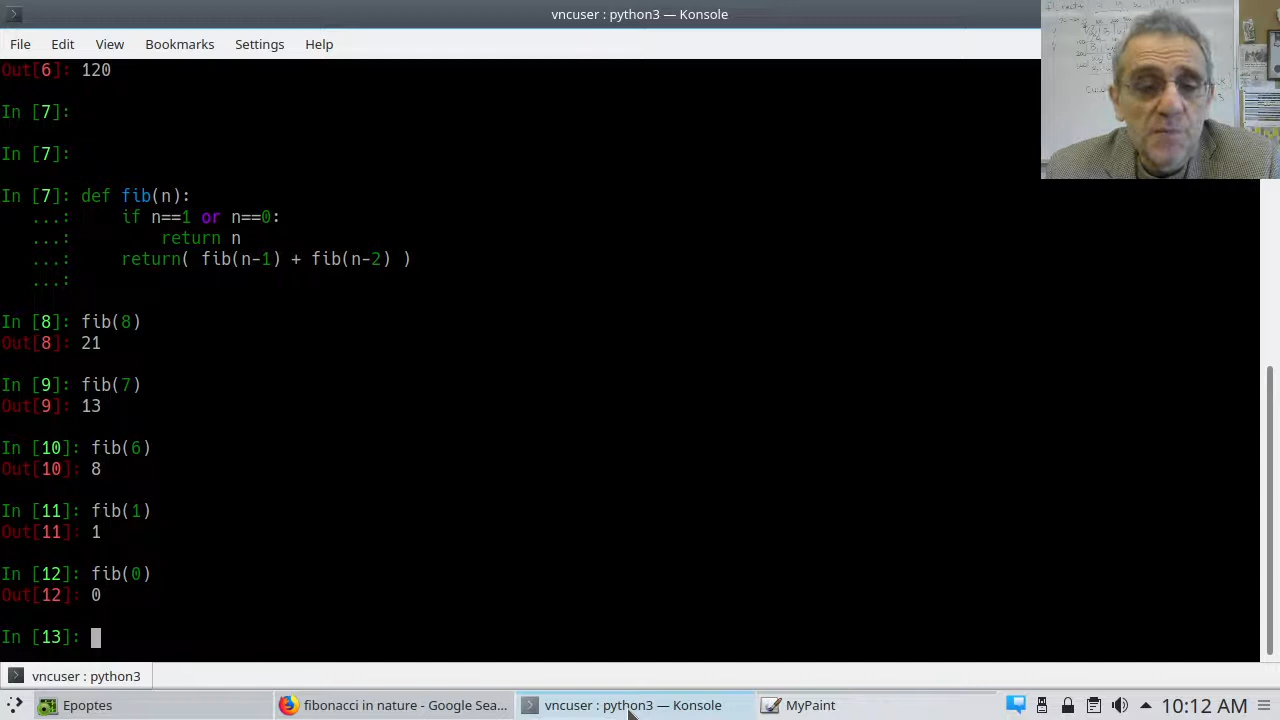 vncuser : python3 — Konsole
File Edit View Bookmarks Settings Help
Out[6]: 120
In [7]:
In [7]:
In [7]: def fib(n):
...: if n==1 or n==0:
...: return n
...: return( fib(n-1) + fib(n-2) )
...:
In [8]: fib(8)
Out[8]: 21
In [9]: fib(7)
Out[9]: 13
In [10]: fib(6)
Out[10]: 8
In [11]: fib(1)
Out[11]: 1
In [12]: fib(0)
Out[12]: 0
In [13]:
vncuser : python3
Epoptes fibonacci in nature - Google Sea... vncuser : python3 — Konsole MyPaint 10:12 AM